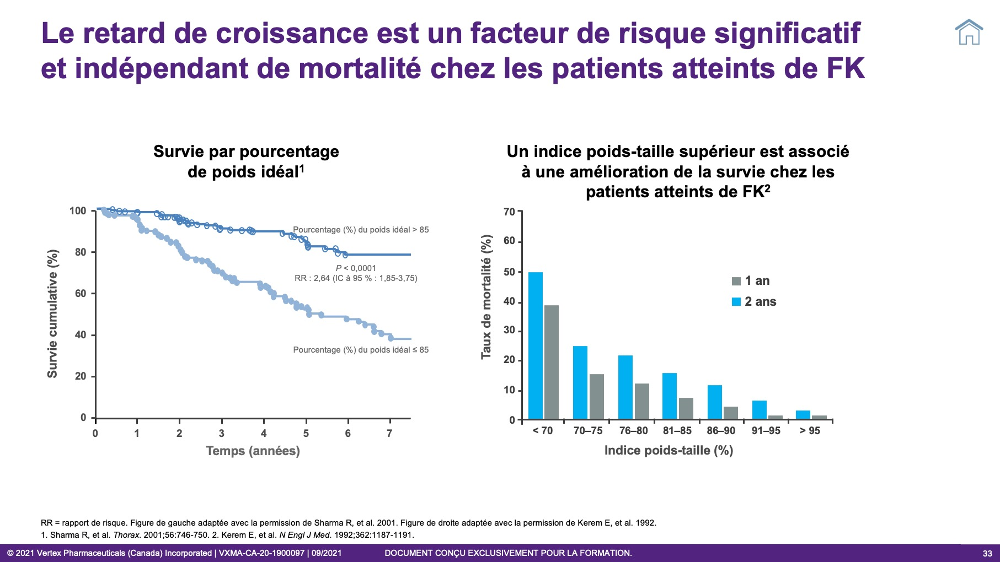 Le retard de croissance est un facteur de risque significatif
et indépendant de mortalité chez les patients atteints de FK
Survie par pourcentage
de poids idéal1
100
80
60
40
20
0
Survie cumulative (%)
Pourcentage (%) du poids idéal > 85
P < 0,0001
RR : 2,64 (IC à 95 % : 1,85-3,75)
Pourcentage (%) du poids idéal ≤ 85
0 1 2 3 4 5 6 7
Temps (années)
Un indice poids-taille supérieur est associé
à une amélioration de la survie chez les
patients atteints de FK2
70
60
50
40
30
20
10
0
Taux de mortalité (%)
1 an
2 ans
< 70 70–75 76–80 81–85 86–90 91–95 > 95
Indice poids-taille (%)
RR = rapport de risque. Figure de gauche adaptée avec la permission de Sharma R, et al. 2001. Figure de droite adaptée avec la permission de Kerem E, et al. 1992.
1. Sharma R, et al. Thorax. 2001;56:746-750. 2. Kerem E, et al. N Engl J Med. 1992;362:1187-1191.
© 2021 Vertex Pharmaceuticals (Canada) Incorporated | VXMA-CA-20-1900097 | 09/2021 DOCUMENT CONÇU EXCLUSIVEMENT POUR LA FORMATION. 33